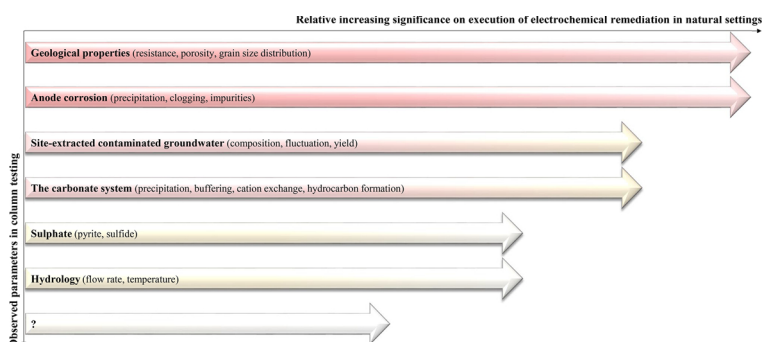 Relative increasing significance on execution of electrochemical remediation in natural settings
Geological properties (resistance, porosity, grain size distribution)
Anode corrosion (precipitation, clogging, impurities)
Site-extracted contaminated groundwater (composition, fluctuation, yield)
The carbonate system (precipitation, buffering, cation exchange, hydrocarbon formation)
Sulphate (pyrite, sulfide)
Hydrology (flow rate, temperature)
?
Observed parameters in column testing